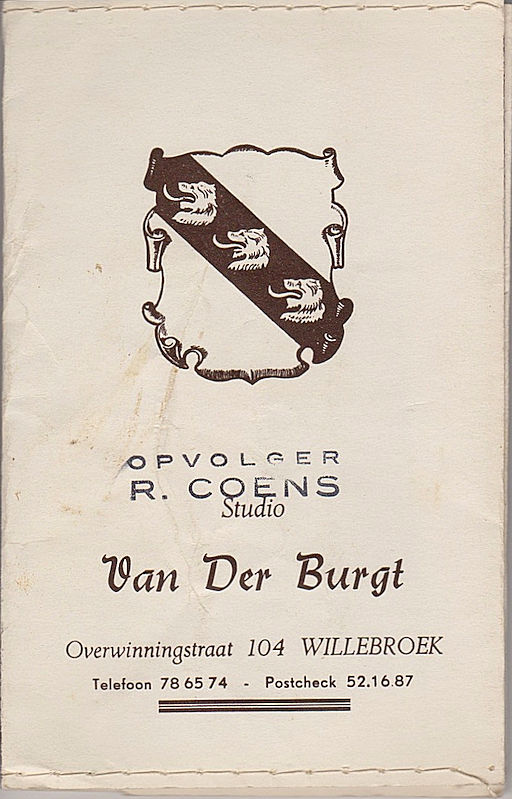 OPVOLGER
R. COENS
Studio
Van Der Burgt
Overwinningstraat 104 WILLEBROEK
Telefoon 78 65 74 - Postcheck 52.16.87